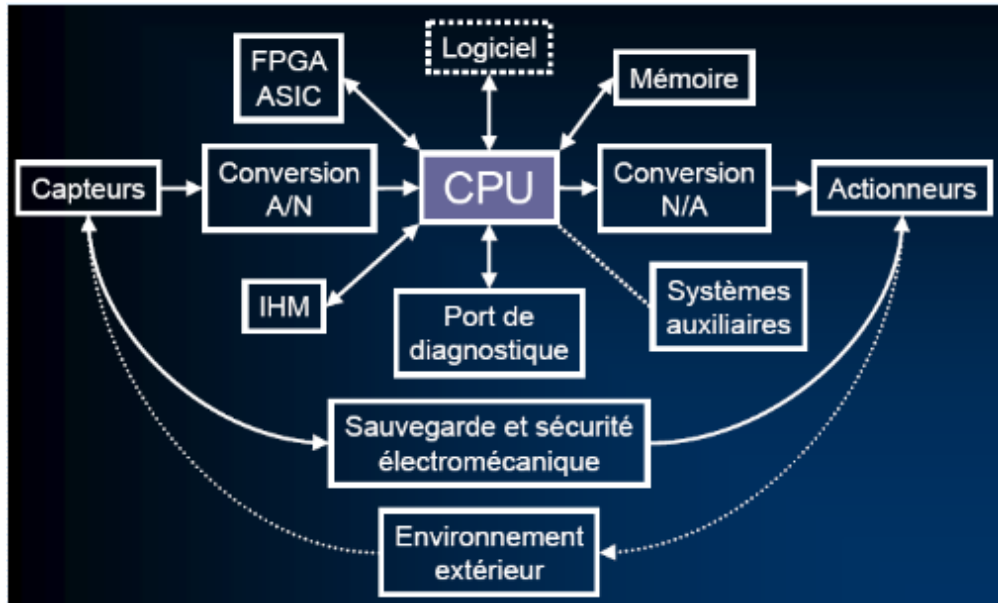 FPGA
ASIC
Logiciel
Mémoire
Capteurs
Conversion
A/N
CPU
Conversion
N/A
Actionneurs
IHM
Port de
diagnostique
Systèmes
auxiliaires
Sauvegarde et sécurité
électromécanique
Environnement
extérieur